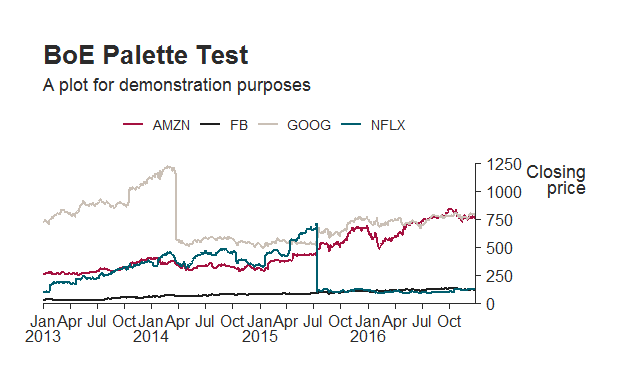 BoE Palette Test
A plot for demonstration purposes
AMZN FB GOOG NFLX
1250
1000
750
500
250
0
Closing
price
Jan Apr Jul Oct Jan Apr Jul Oct Jan Apr Jul Oct Jan Apr Jul Oct
2013 2014 2015 2016